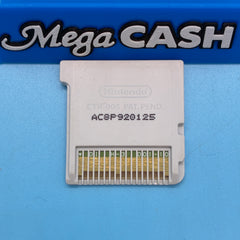 Mega CASH
Nintendo
CTR-005 PAT.PEND.
AC8P920125